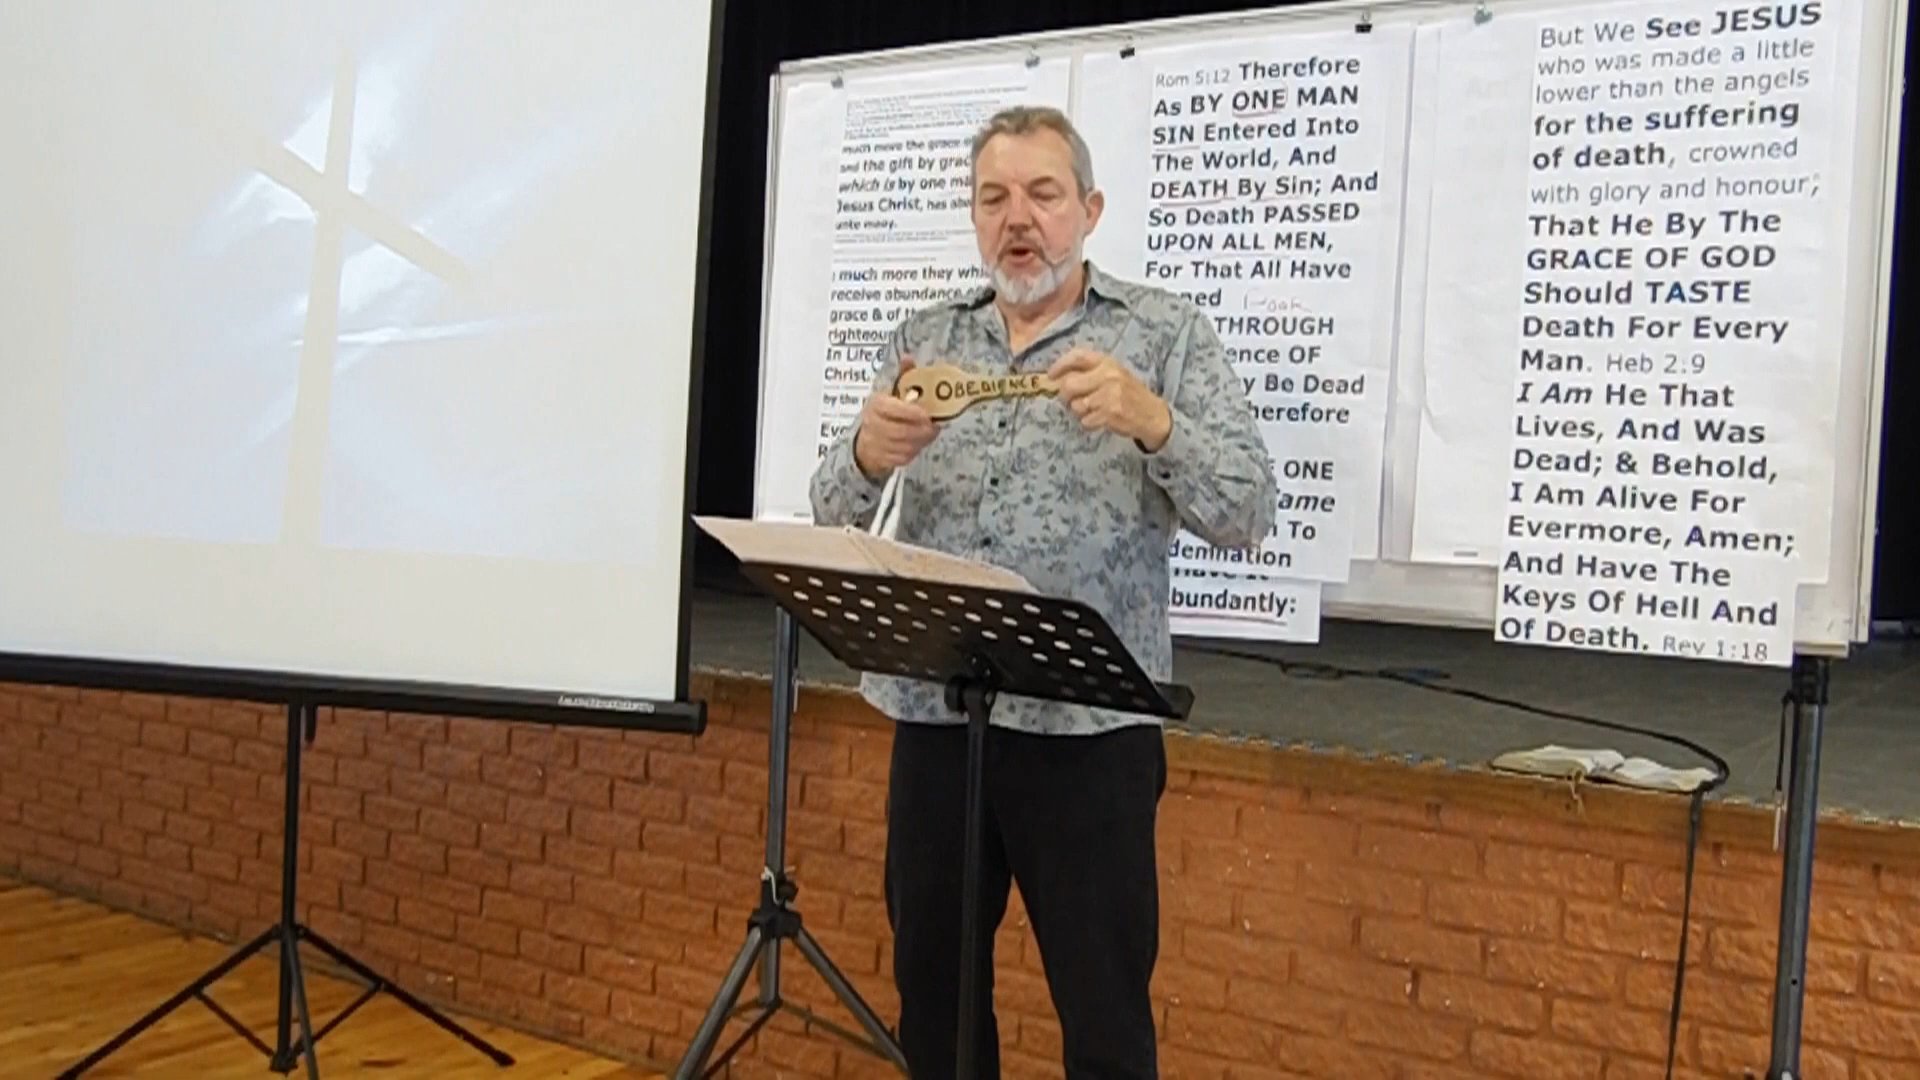 much more the grace
and the gift by grac
which is by one ma
Jesus Christ, has abo
unto many.
much more they whi
receive abundance
grace & of th
righteou
In Life
Christ.
by the
Eve
R
OBEDIENCE
Rom 5:12 Therefore
As BY ONE MAN
SIN Entered Into
The World, And
DEATH By Sin; And
So Death PASSED
UPON ALL MEN,
For That All Have
ned
THROUGH
ence OF
y Be Dead
herefore
ONE
ame
n To
demnation
bundantly:
But We See JESUS
who was made a little
lower than the angels
for the suffering
of death, crowned
with glory and honour;
That He By The
GRACE OF GOD
Should TASTE
Death For Every
Man. Heb 2:9
I Am He That
Lives, And Was
Dead; & Behold,
I Am Alive For
Evermore, Amen;
And Have The
Keys Of Hell And
Of Death. Rev 1:18